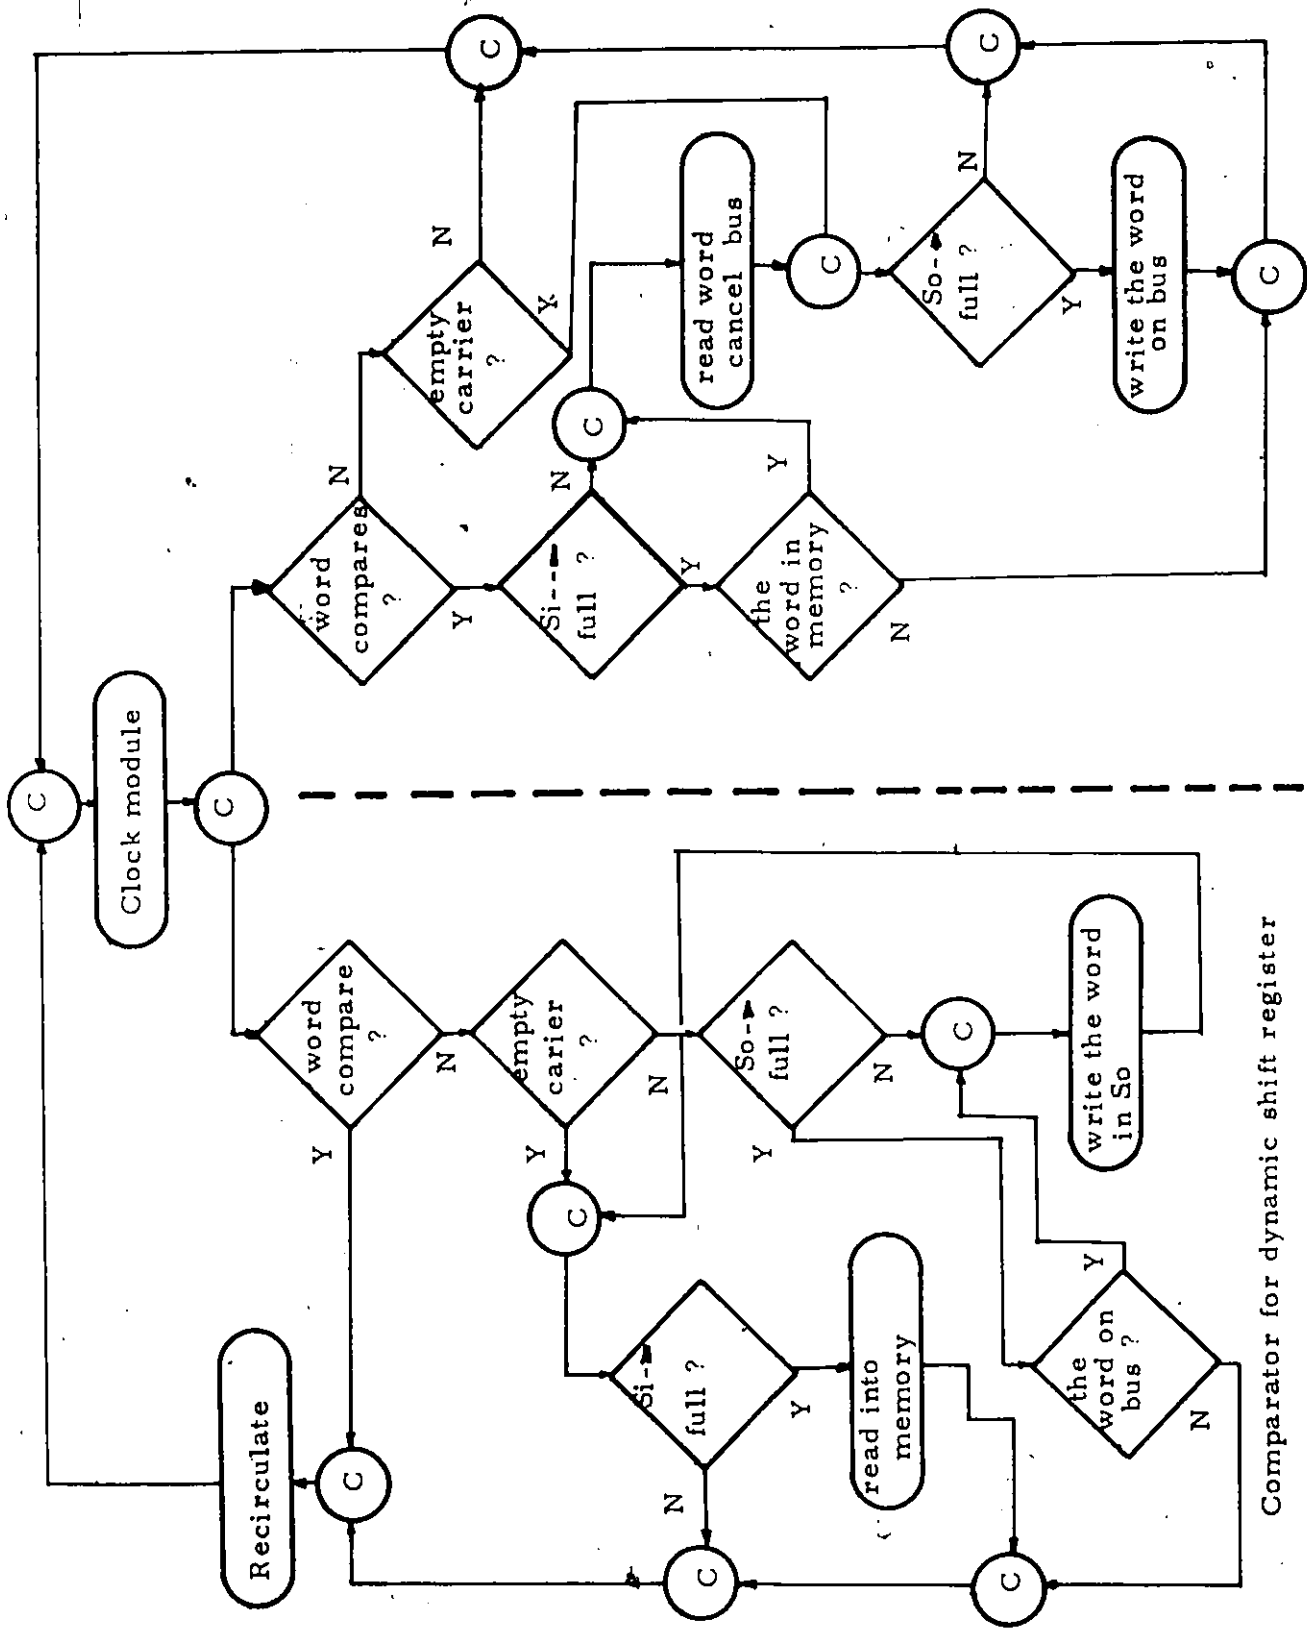 C
Clock module
C
Recirculate
C
word
compare
?
Y
N
empty
carier
?
Y
N
C
Si-->
full ?
N
Y
C
read into
memory
C
So->
full ?
Y
N
C
write the word
in So
the
word on
bus ?
Y
N
word
compares
?
N
Y
empty
carrier
?
N
Y
C
Si-->
full ?
N
Y
C
the
word in
memory
?
Y
N
read word
cancel bus
C
So->
full ?
N
Y
C
write the word
on bus
C
Comparator for dynamic shift register